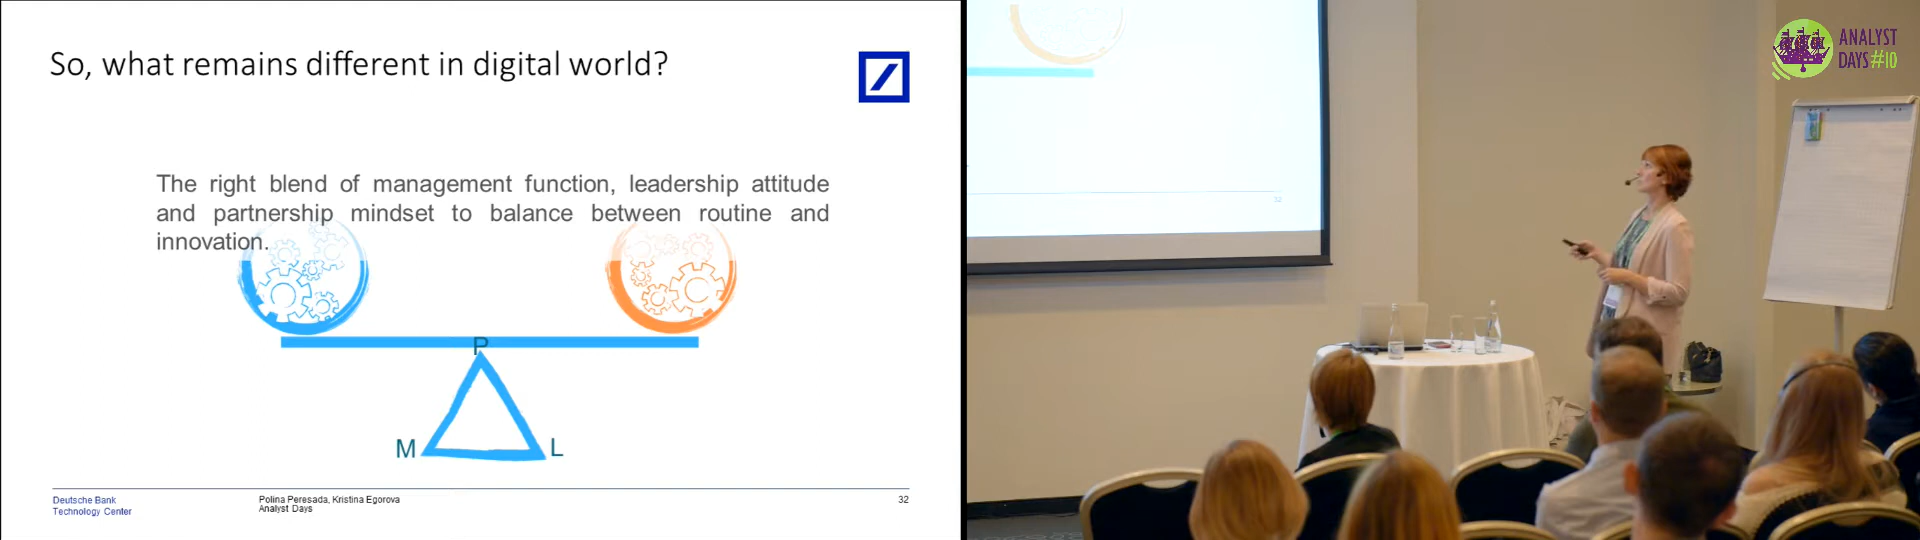 So, what remains different in digital world?
The right blend of management function, leadership attitude
and partnership mindset to balance between routine and
innovation.
P
M
L
Deutsche Bank
Technology Center
Polina Peresada, Kristina Egorova
Analyst Days
32
ANALYST
DAYS #10
32